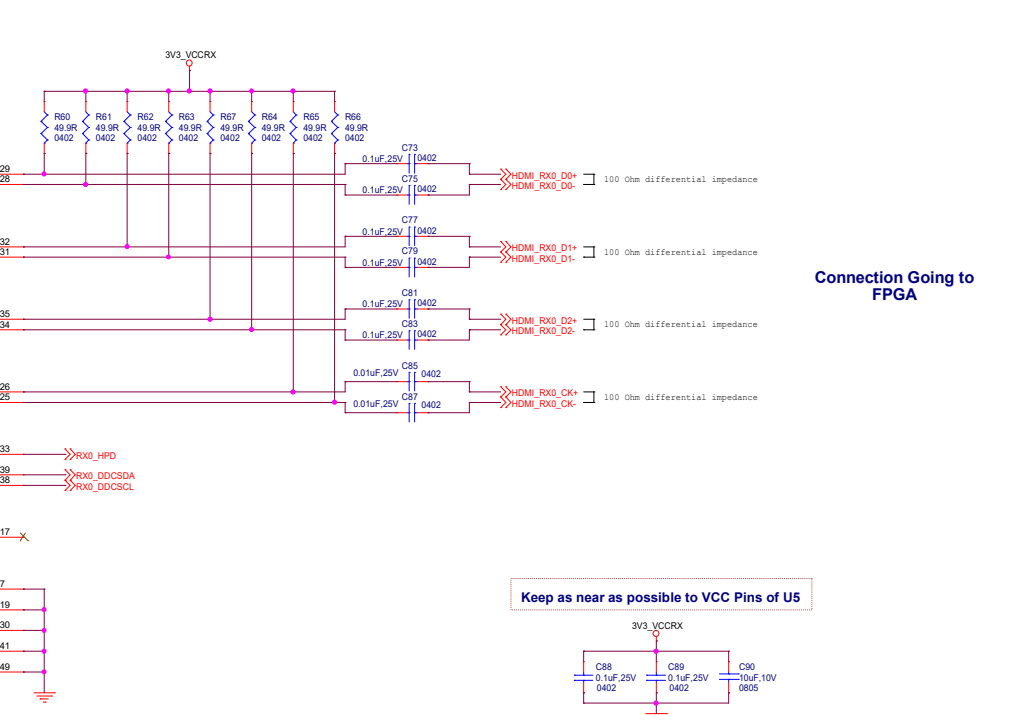 3V3_VCCRX
R60
49.9R
0402
R61
49.9R
0402
R62
49.9R
0402
R63
49.9R
0402
R67
49.9R
0402
R64
49.9R
0402
R65
49.9R
0402
R66
49.9R
0402
29
28
C73
0.1uF,25V 0402
C75
0.1uF,25V 0402
HDMI_RX0_D0+
HDMI_RX0_D0-
100 Ohm differential impedance
32
31
C77
0.1uF,25V 0402
C79
0.1uF,25V 0402
HDMI_RX0_D1+
HDMI_RX0_D1-
100 Ohm differential impedance
Connection Going to
FPGA
35
34
C81
0.1uF,25V 0402
C83
0.1uF,25V 0402
HDMI_RX0_D2+
HDMI_RX0_D2-
100 Ohm differential impedance
26
25
C85
0.01uF,25V 0402
C87
0.01uF,25V 0402
HDMI_RX0_CK+
HDMI_RX0_CK-
100 Ohm differential impedance
33
RX0_HPD
39
RX0_DDCSDA
38
RX0_DDCSCL
17
7
19
30
41
49
Keep as near as possible to VCC Pins of U5
3V3_VCCRX
C88
0.1uF,25V
0402
C89
0.1uF,25V
0402
C90
10uF,10V
0805